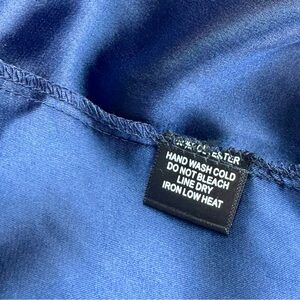 HAND WASH COLD
DO NOT BLEACH
LINE DRY
IRON LOW HEAT